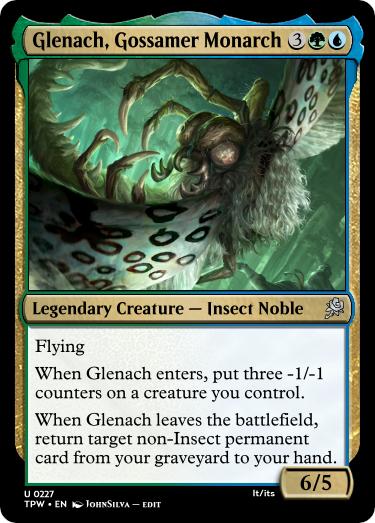 Glenach, Gossamer Monarch 3
Legendary Creature — Insect Noble
Flying
When Glenach enters, put three -1/-1
counters on a creature you control.
When Glenach leaves the battlefield,
return target non-Insect permanent
card from your graveyard to your hand.
6/5
U 0227 It/its
TPW • EN JohnSilva — edit